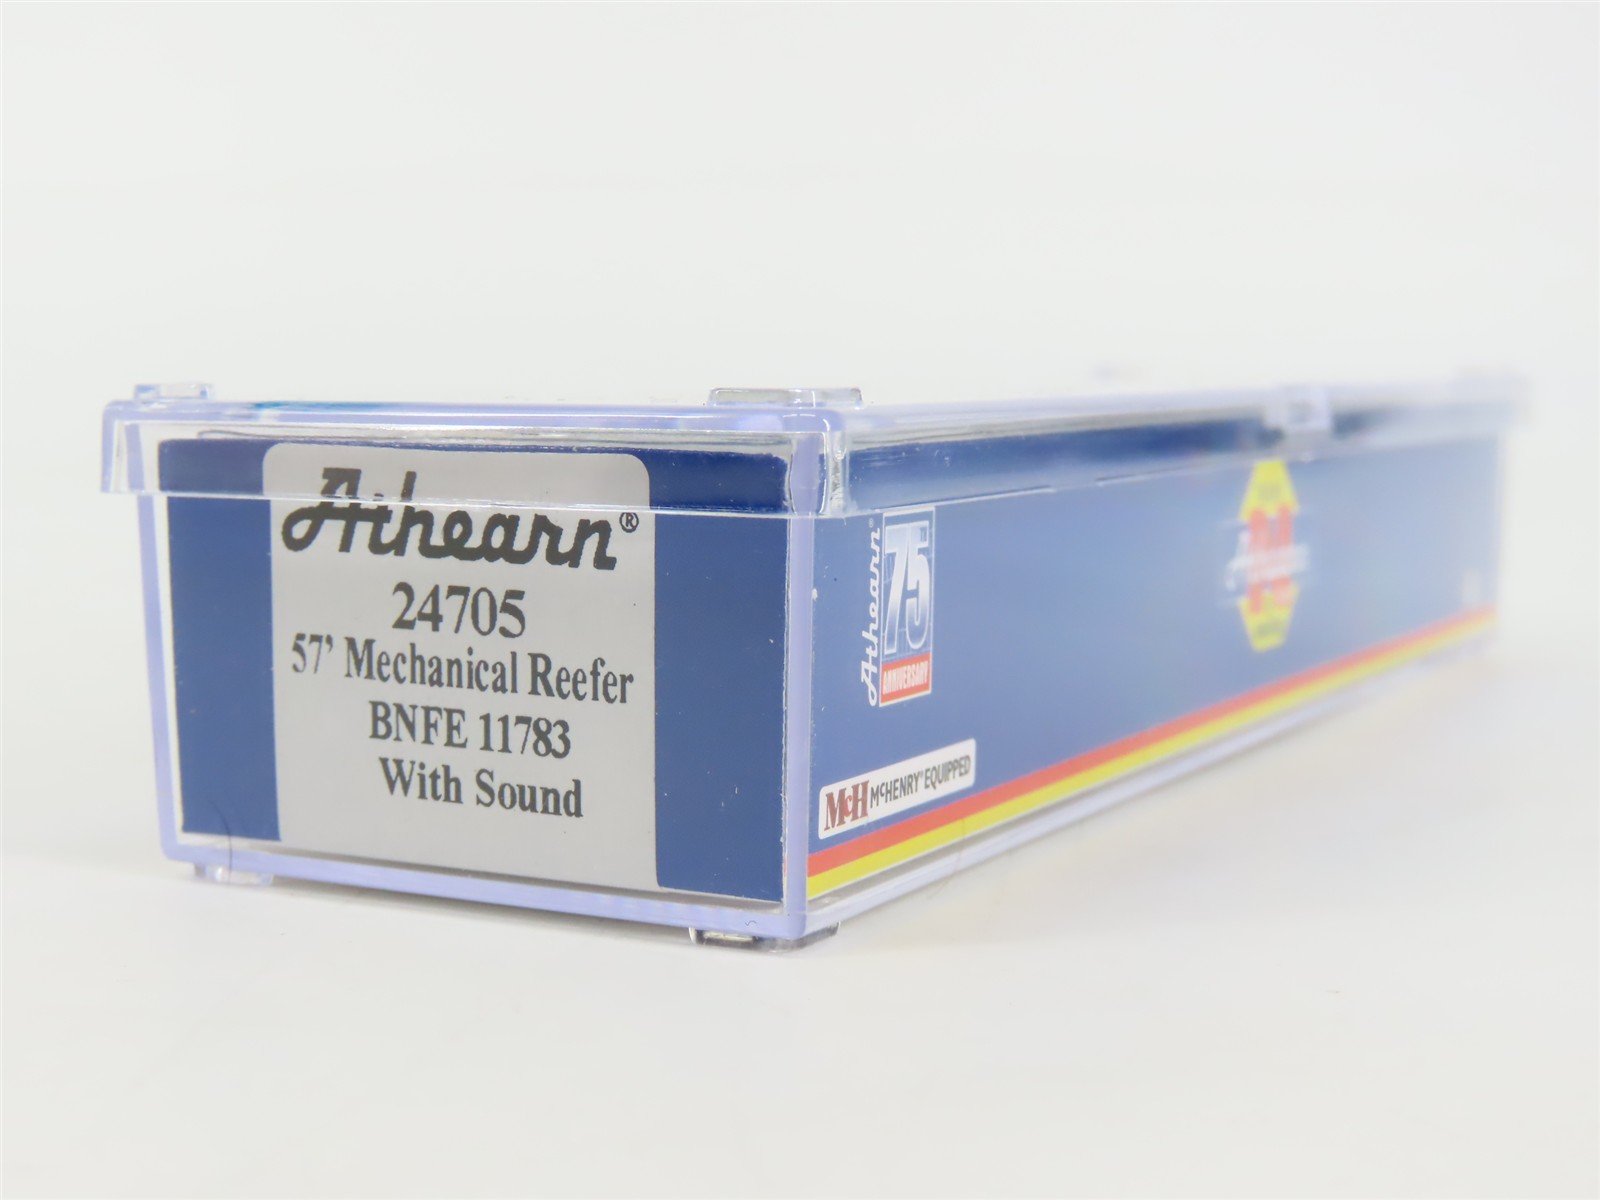 Athearn®
24705
57' Mechanical Reefer
BNFE 11783
With Sound
Athearn®
75
ANNIVERSARY
McH McHENRY® EQUIPPED